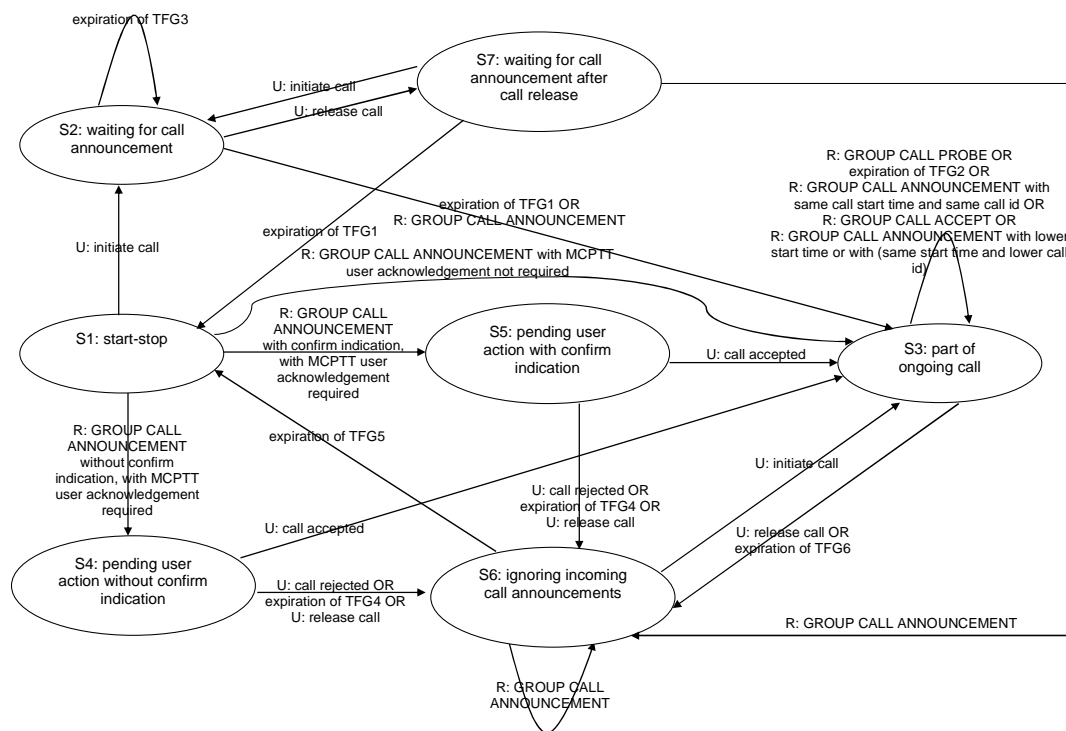 expiration of TFG3
S7: waiting for call
announcement after
call release
U: initiate call
U: release call
S2: waiting for call
announcement
R: GROUP CALL PROBE OR
expiration of TFG2 OR
R: GROUP CALL ANNOUNCEMENT with
same call start time and same call id OR
R: GROUP CALL ACCEPT OR
R: GROUP CALL ANNOUNCEMENT with lower
start time or with (same start time and lower call
id)
expiration of TFG1 OR
R: GROUP CALL ANNOUNCEMENT
expiration of TFG1
U: initiate call
R: GROUP CALL ANNOUNCEMENT with MCPTT
user acknowledgement not required
S1: start-stop
R: GROUP CALL
ANNOUNCEMENT
with confirm indication,
with MCPTT user
acknowledgement
required
S5: pending user
action with confirm
indication
U: call accepted
S3: part of
ongoing call
R: GROUP CALL
ANNOUNCEMENT
without confirm
indication, with MCPTT
user acknowledgement
required
expiration of TFG5
U: initiate call
U: call rejected OR
expiration of TFG4 OR
U: release call
U: call accepted
U: release call OR
expiration of TFG6
S4: pending user
action without confirm
indication
U: call rejected OR
expiration of TFG4 OR
U: release call
S6: ignoring incoming
call announcements
R: GROUP CALL ANNOUNCEMENT
R: GROUP CALL
ANNOUNCEMENT